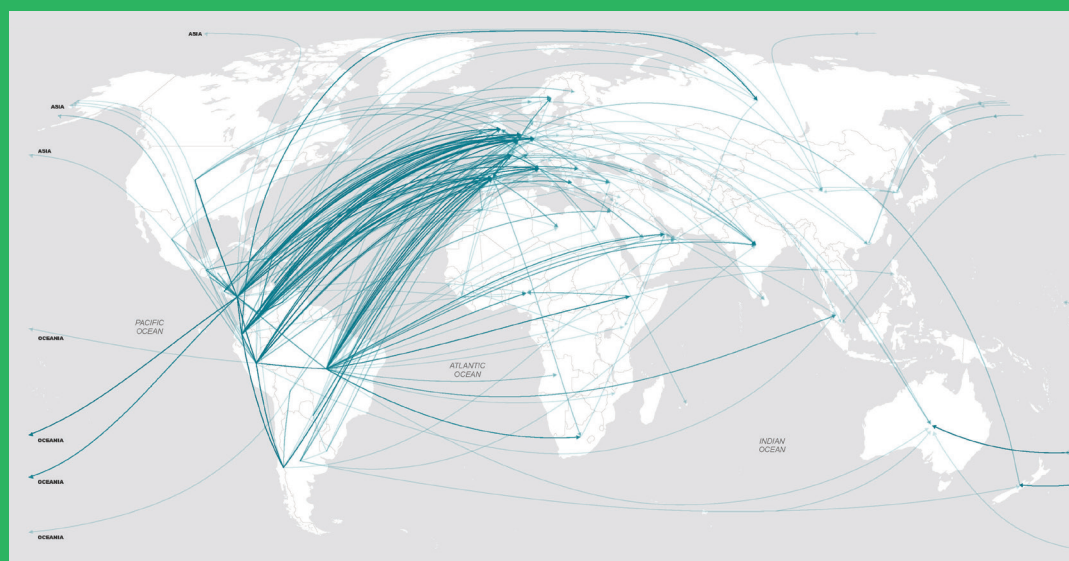 ASIA
ASIA
ASIA
PACIFIC
OCEAN
OCEANIA
ATLANTIC
OCEAN
OCEANIA
INDIAN
OCEAN
OCEANIA
OCEANIA